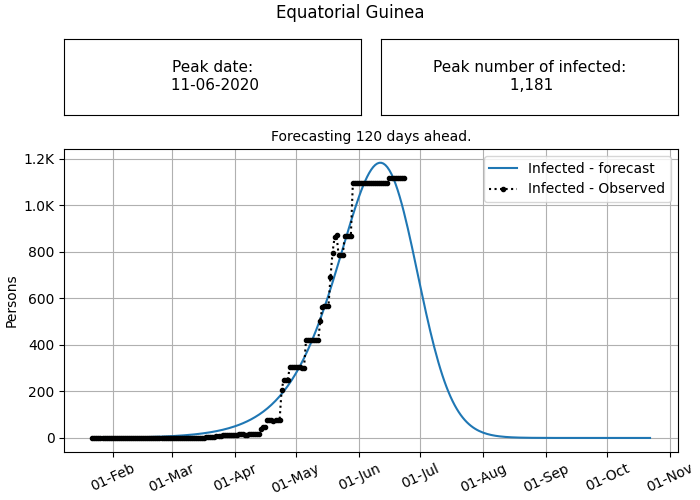 Equatorial Guinea
Peak date:
11-06-2020
Peak number of infected:
1,181
Forecasting 120 days ahead.
Infected - forecast
Infected - Observed
1.2K
1.0K
800
600
400
200
0
Persons
01-Feb
01-Mar
01-Apr
01-May
01-Jun
01-Jul
01-Aug
01-Sep
01-Oct
01-Nov